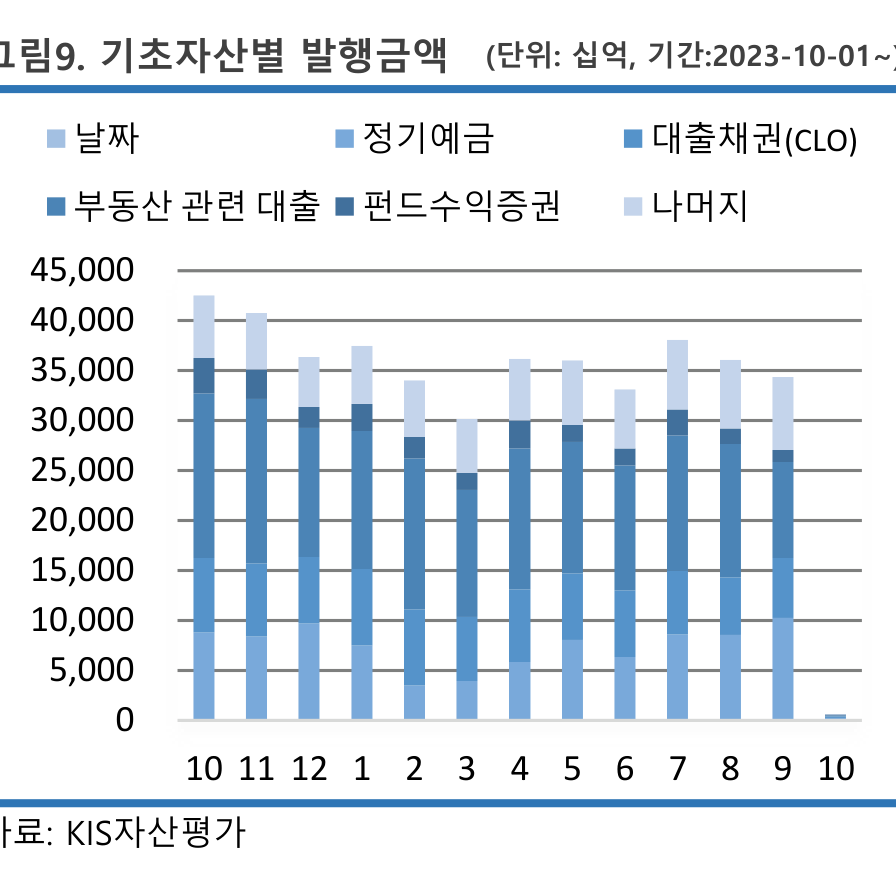 그림9. 기초자산별 발행금액 (단위: 십억, 기간:2023-10-01~)
날짜 정기예금 대출채권(CLO)
부동산 관련 대출 펀드수익증권 나머지
45,000
40,000
35,000
30,000
25,000
20,000
15,000
10,000
5,000
0
10 11 12 1 2 3 4 5 6 7 8 9 10
자료: KIS자산평가